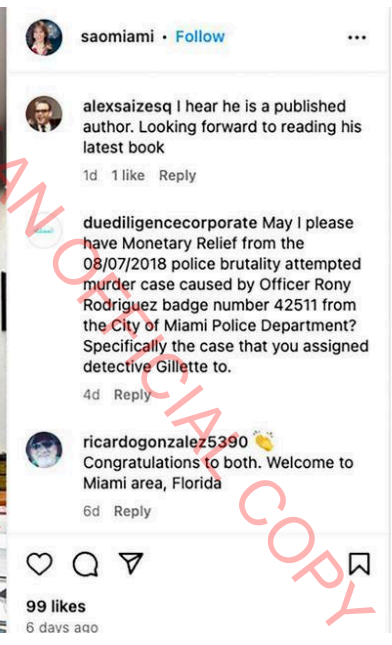 saomiami • Follow
...
alexsaizesq I hear he is a published
author. Looking forward to reading his
latest book
1d 1 like Reply
duediligencecorporate May I please
have Monetary Relief from the
08/07/2018 police brutality attempted
murder case caused by Officer Rony
Rodriguez badge number 42511 from
the City of Miami Police Department?
Specifically the case that you assigned
detective Gillette to.
4d Reply
ricardogonzalez5390 👏
Congratulations to both. Welcome to
Miami area, Florida
6d Reply
99 likes
6 days ago
AN OFFICIAL COPY